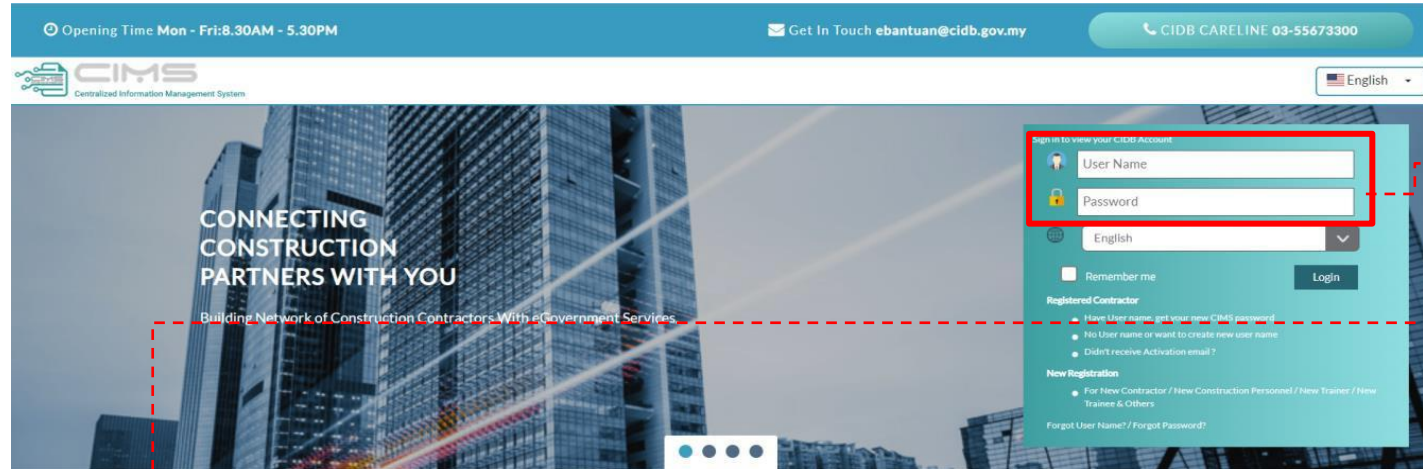 Opening Time Mon - Fri:8.30AM - 5.30PM
Get In Touch ebantuan@cidb.gov.my
CIDB CARELINE 03-55673300
CIMS
Centralized Information Management System
English
CONNECTING
CONSTRUCTION
PARTNERS WITH YOU
Building Network of Construction Contractors With eGovernment Services
Sign in to view your CIDB Account
User Name
Password
English
Remember me
Login
Registered Contractor
Have User name, get your new CIMS password
No User name or want to create new user name
Didn't receive Activation email ?
New Registration
For New Contractor / New Construction Personnel / New Trainer / New
Trainee & Others
Forgot User Name? / Forgot Password?